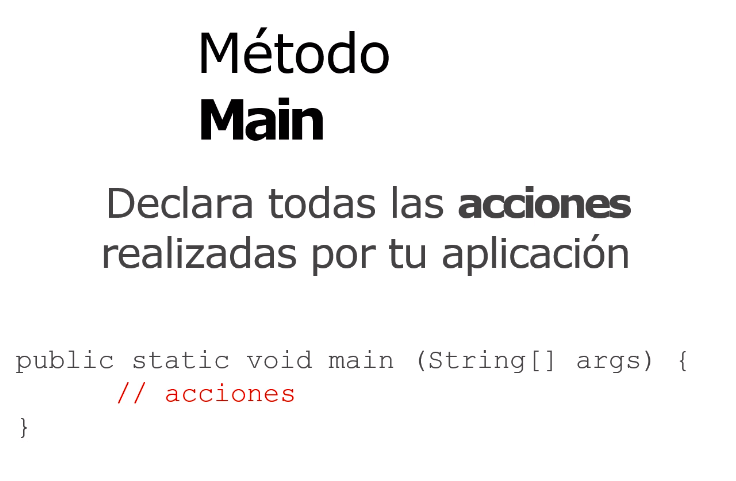 Método
Main
Declara todas las acciones
realizadas por tu aplicación
public static void main (String[] args) {
// acciones
}